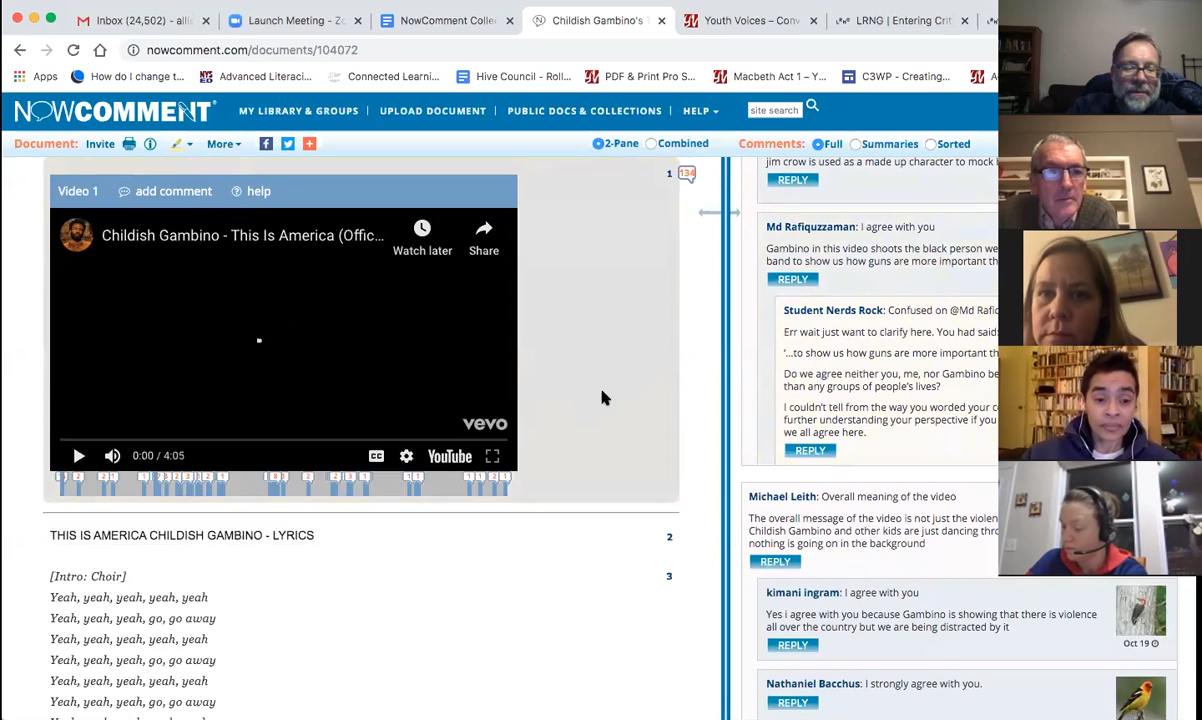 Inbox (24,502) - alli
Launch Meeting - Zo
NowComment Colle
Childish Gambino's T
Youth Voices – Conv
LRNG | Entering Crit
nowcomment.com/documents/104072
Apps
How do I change t...
Advanced Literaci...
Connected Learni...
Hive Council - Roll...
PDF & Print Pro S...
Macbeth Act 1 – Y...
C3WP - Creating...
NOWCOMMENT
MY LIBRARY & GROUPS
UPLOAD DOCUMENT
PUBLIC DOCS & COLLECTIONS
HELP
site search
Document:
Invite
More
2-Pane
Combined
Comments:
Full
Summaries
Sorted
Video 1
add comment
help
1
134
Childish Gambino - This Is America (Offic...
Watch later
Share
vevo
0:00 / 4:05
CC
YouTube
THIS IS AMERICA CHILDISH GAMBINO - LYRICS
2
[Intro: Choir]
3
Yeah, yeah, yeah, yeah, yeah
Yeah, yeah, yeah, go, go away
Yeah, yeah, yeah, yeah, yeah
Yeah, yeah, yeah, go, go away
Yeah, yeah, yeah, yeah, yeah
Yeah, yeah, yeah, go, go away
jim crow is used as a made up character to mock
REPLY
Md Rafiquzzaman: I agree with you
Gambino in this video shoots the black person we
band to show us how guns are more important th
REPLY
Student Nerds Rock: Confused on @Md Rafi
Err wait just want to clarify here. You had said:
'...to show us how guns are more important th
Do we agree neither you, me, nor Gambino be
than any groups of people's lives?
I couldn't tell from the way you worded your c
further understanding your perspective if you
we all agree here.
REPLY
Michael Leith: Overall meaning of the video
The overall message of the video is not just the violen
Childish Gambino and other kids are just dancing thr
nothing is going on in the background
REPLY
kimani ingram: I agree with you
Yes i agree with you because Gambino is showing that there is violence
all over the country but we are being distracted by it
REPLY
Oct 19
Nathaniel Bacchus: I strongly agree with you.
REPLY